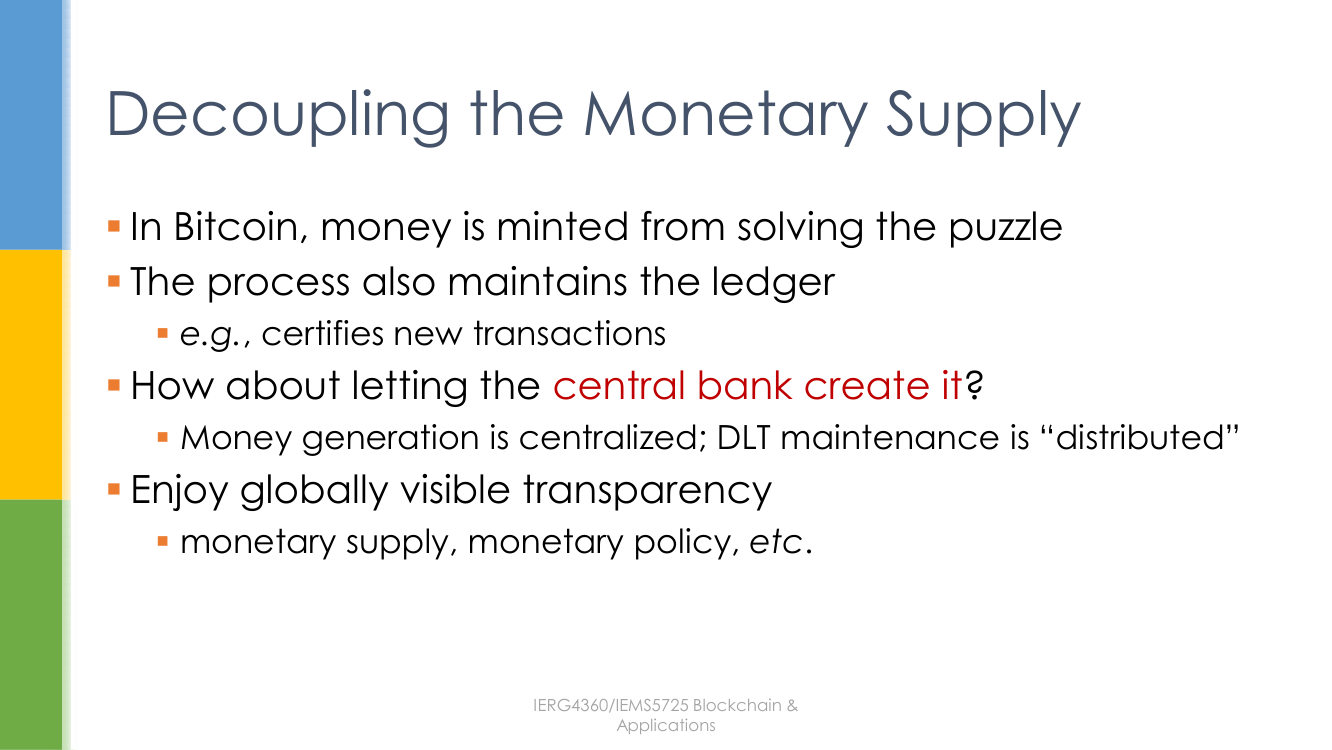 Decoupling the Monetary Supply
In Bitcoin, money is minted from solving the puzzle
The process also maintains the ledger
e.g., certifies new transactions
How about letting the central bank create it?
Money generation is centralized; DLT maintenance is “distributed”
Enjoy globally visible transparency
monetary supply, monetary policy, etc.
IERG4360/IEMS5725 Blockchain &
Applications